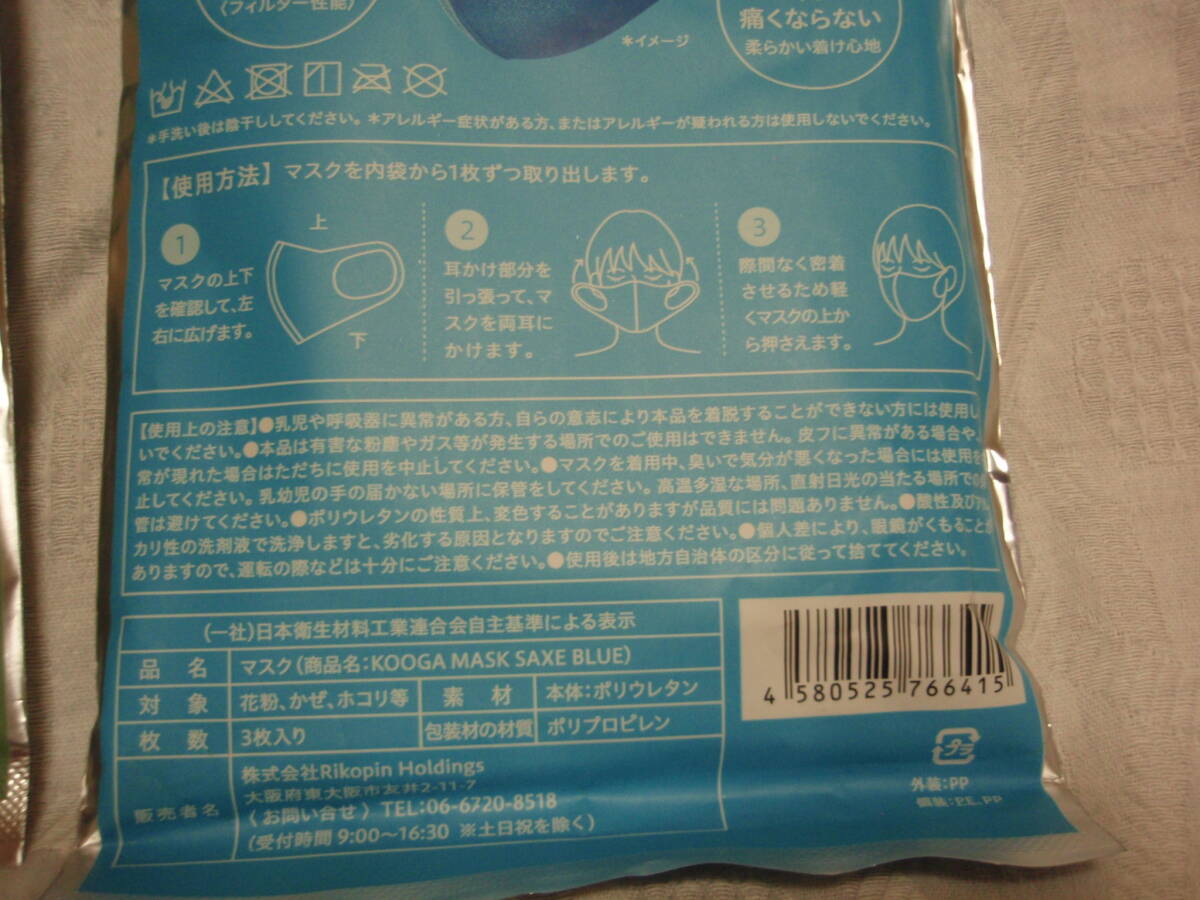 〈フィルター性能〉
痛くならない
柔らかい着け心地
*イメージ
*手洗い後は陰干ししてください。*アレルギー症状がある方、またはアレルギーが疑われる方は使用しないでください。
【使用方法】マスクを内袋から1枚ずつ取り出します。
1
マスクの上下
を確認して、左
右に広げます。
上
下
2
耳かけ部分を
引っ張って、マ
スクを両耳に
かけます。
3
隙間なく密着
させるため軽
くマスクの上か
ら押さえます。
【使用上の注意】●乳児や呼吸器に異常がある方、自らの意志により本品を着脱することができない方には使用し
いでください。●本品は有害な粉塵やガス等が発生する場所でのご使用はできません。皮フに異常がある場合や、
常が現れた場合はただちに使用を中止してください。●マスクを着用中、臭いで気分が悪くなった場合には使用を
止してください。乳幼児の手の届かない場所に保管をしてください。高温多湿な場所、直射日光の当たる場所での
管は避けてください。●ポリウレタンの性質上、変色することがありますが品質には問題ありません。●酸性及び
カリ性の洗剤液で洗浄しますと、劣化する原因となりますのでご注意ください。●個人差により、眼鏡がくもること
ありますので、運転の際などは十分にご注意ください。●使用後は地方自治体の区分に従って捨ててください。
(一社)日本衛生材料工業連合会自主基準による表示
品名 マスク(商品名:KOOGA MASK SAXE BLUE)
対象 花粉、かぜ、ホコリ等 素材 本体:ポリウレタン
枚数 3枚入り 包装材の材質 ポリプロピレン
販売者名 株式会社Rikopin Holdings
大阪府東大阪市友井2-11-7
〈お問い合せ〉TEL:06-6720-8518
(受付時間 9:00〜16:30 ※土日祝を除く)
4 580525 766415
プラ
外装:PP
個装:P.E, PP